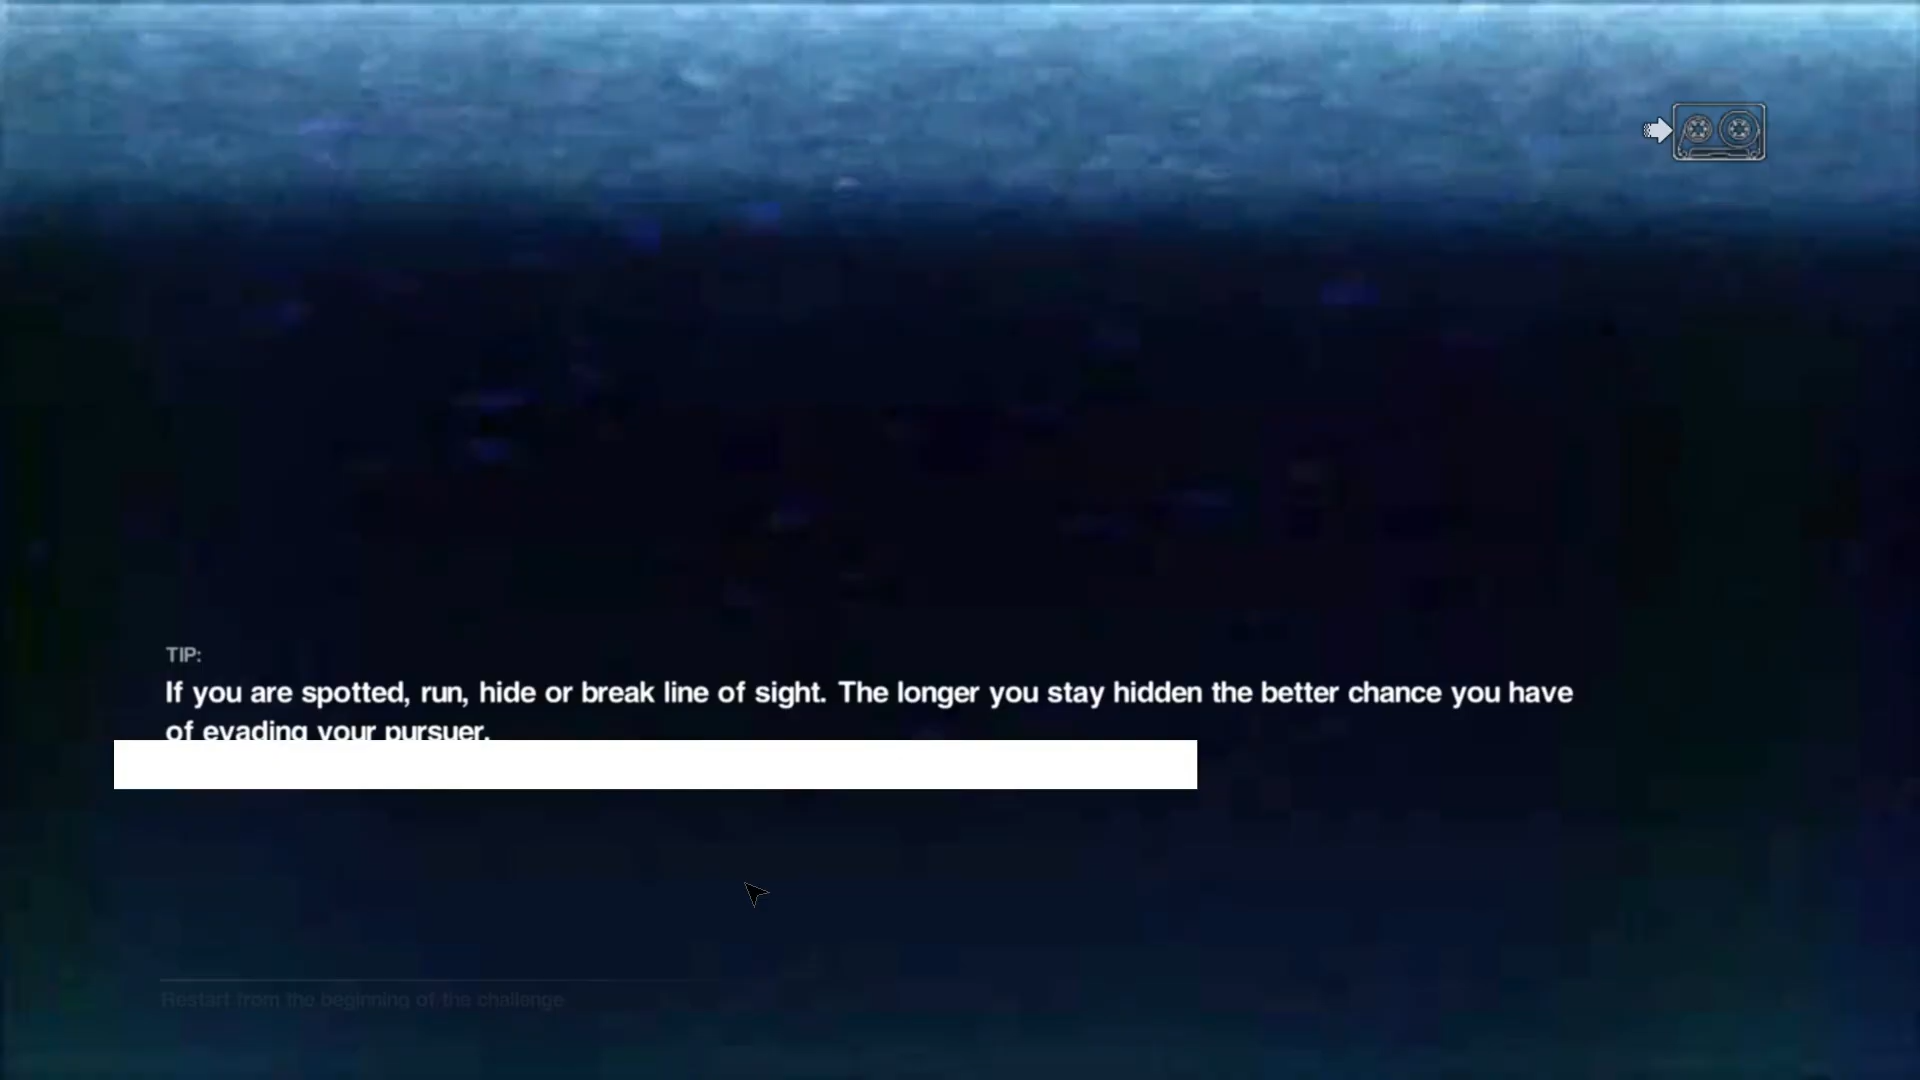 TIP:
If you are spotted, run, hide or break line of sight. The longer you stay hidden the better chance you have
of evading your pursuer.
Restart from the beginning of the challenge